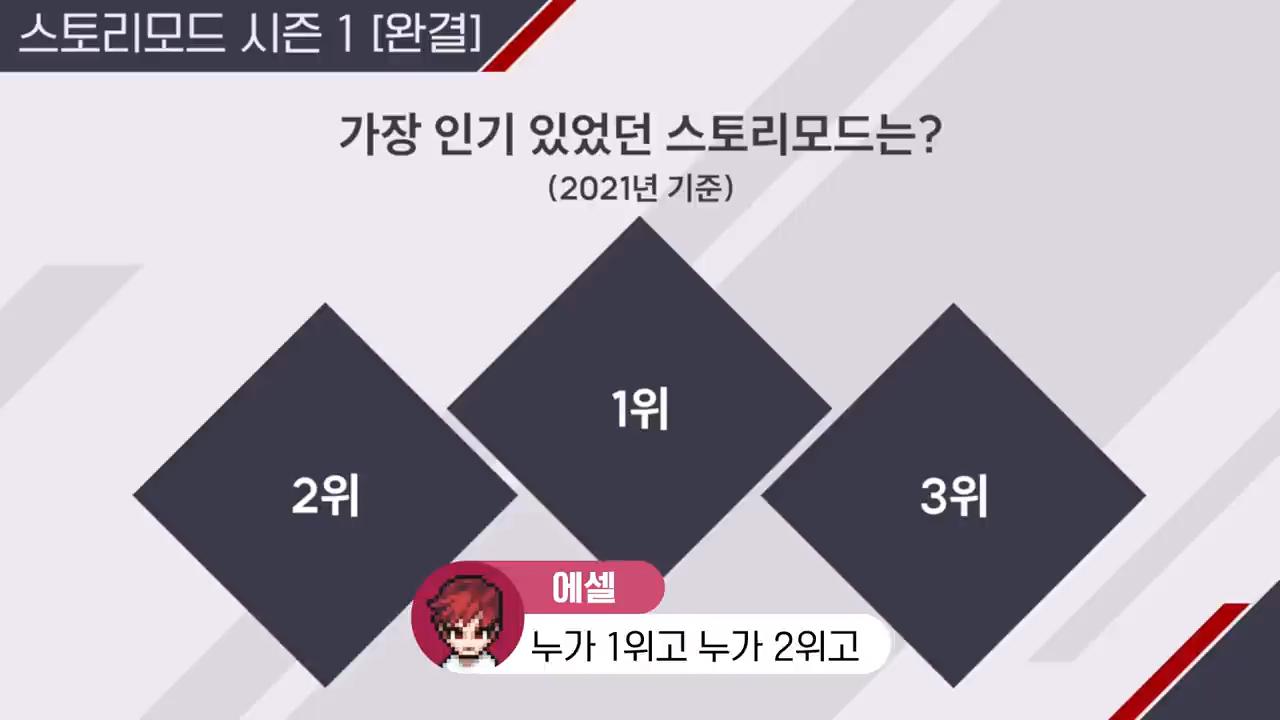 스토리모드 시즌 1 [완결]
가장 인기 있었던 스토리모드는?
(2021년 기준)
1위
2위
3위
에셀
누가 1위고 누가 2위고